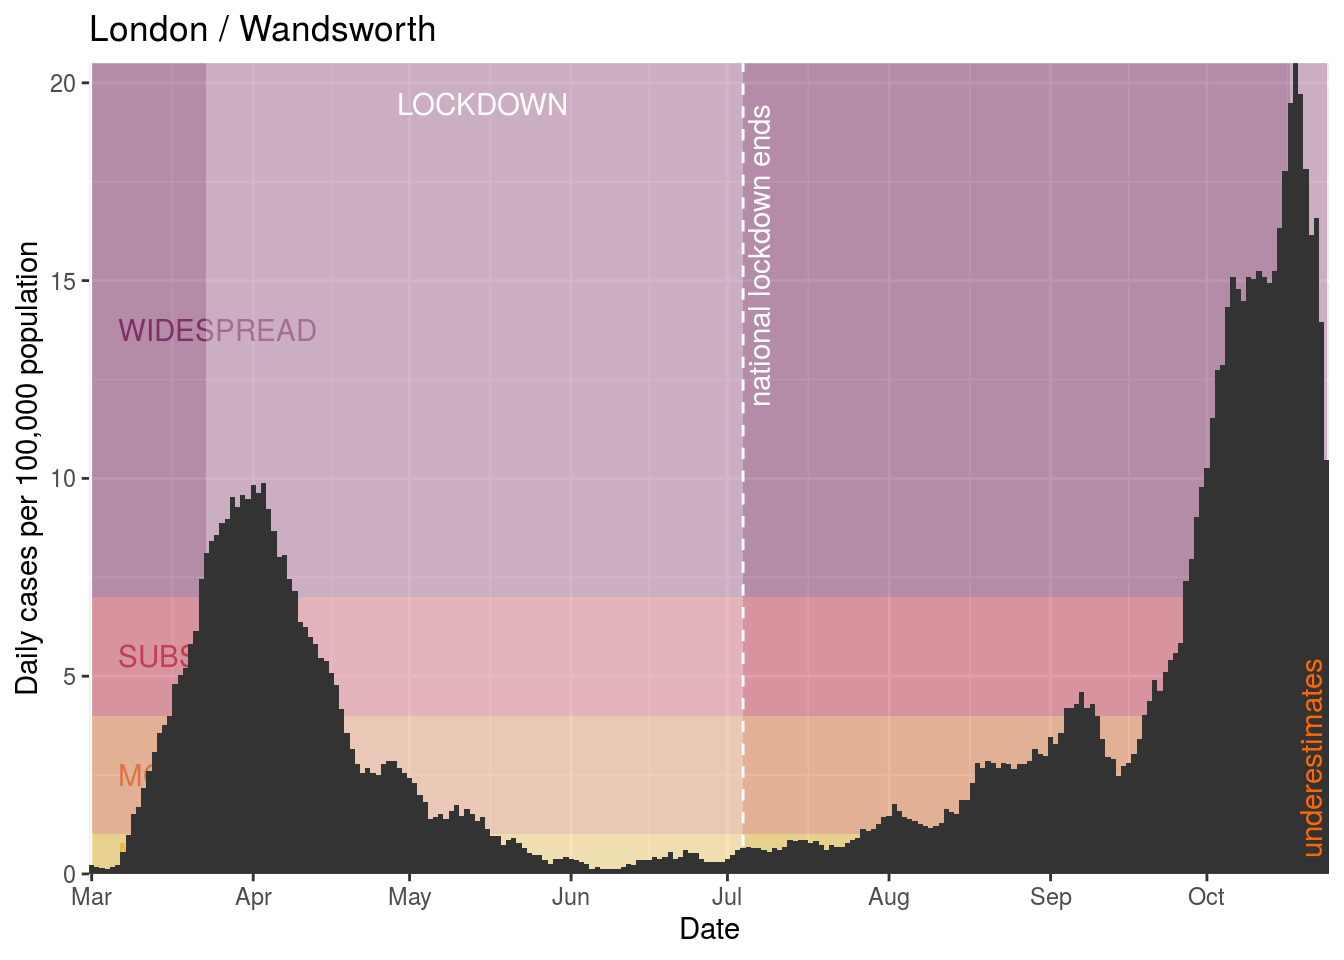 London / Wandsworth
LOCKDOWN
national lockdown ends
WIDESPREAD
SUBS
MO
underestimates
Daily cases per 100,000 population
20
15
10
5
0
Mar Apr May Jun Jul Aug Sep Oct
Date